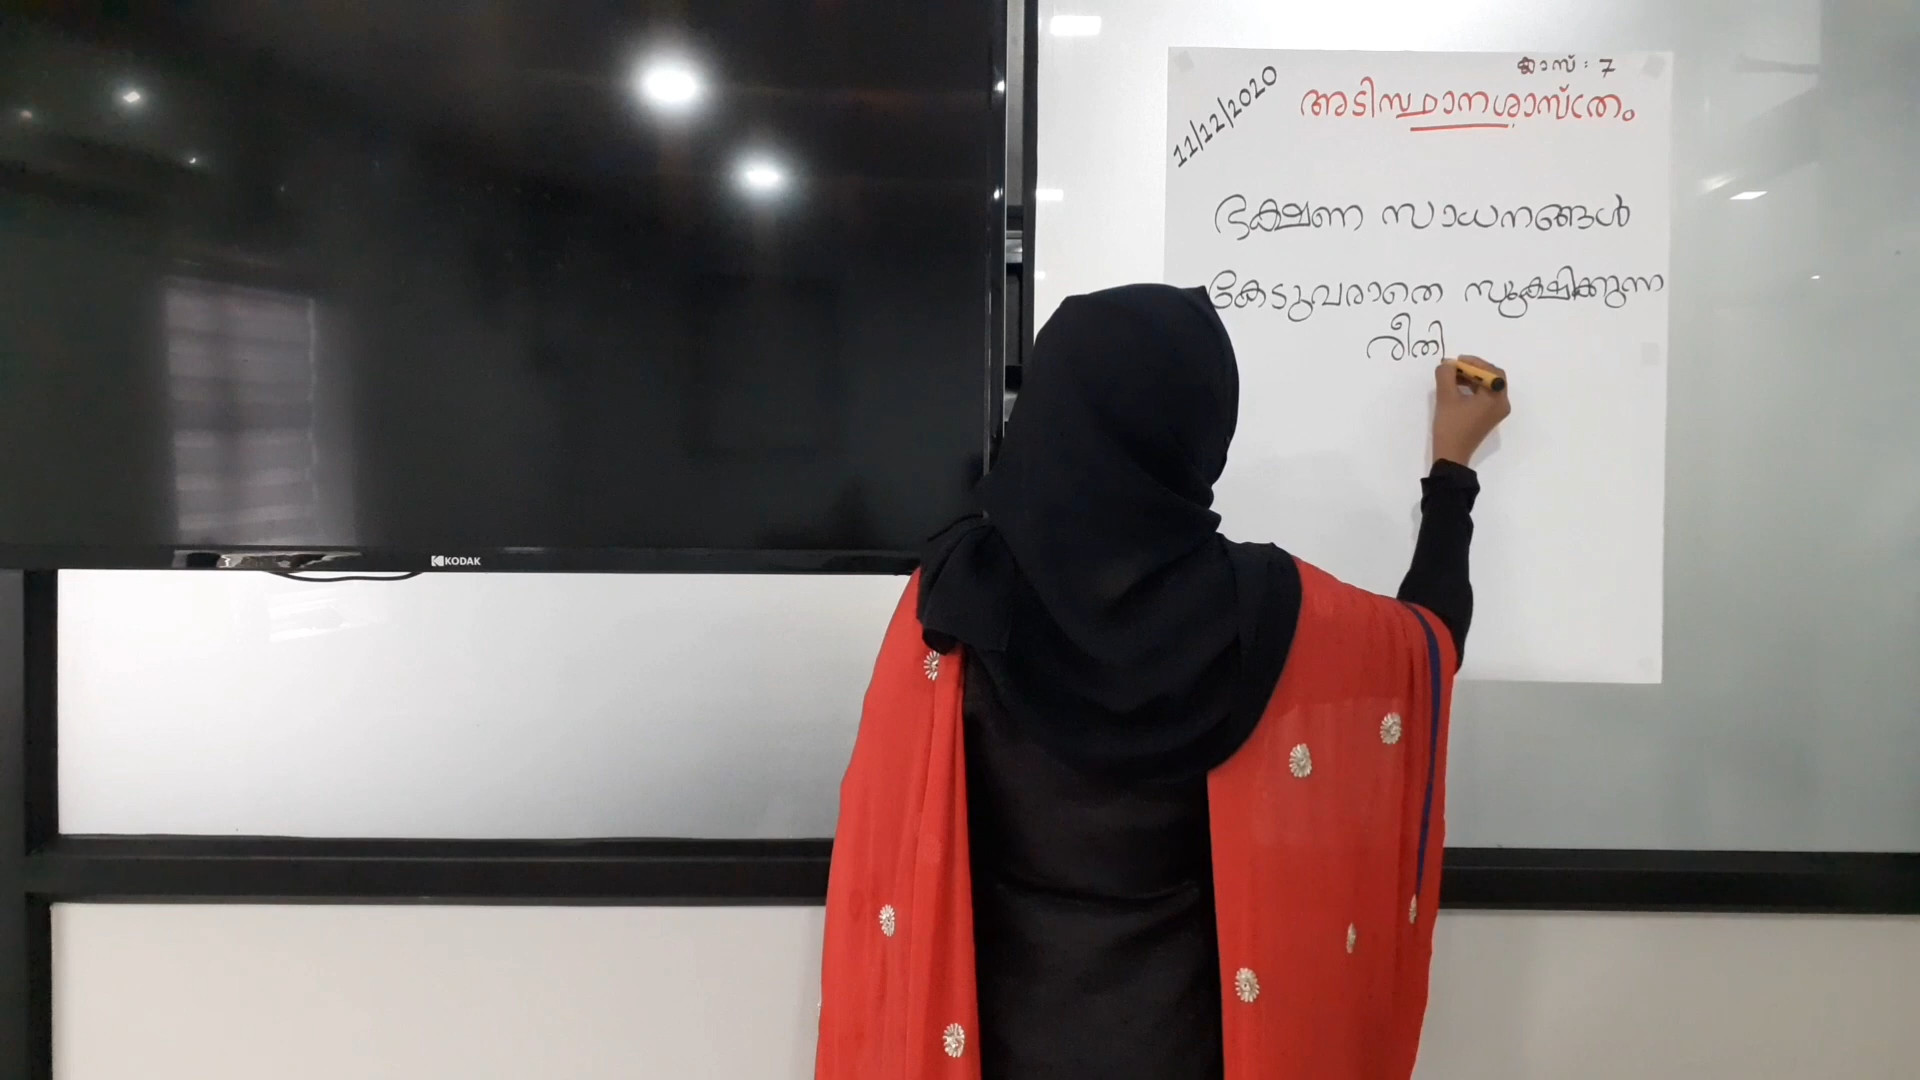 ക്ലാസ് : 7
11/12/2020
അടിസ്ഥാനശാസ്ത്രം
ഭക്ഷണ സാധനങ്ങൾ
കേടുവരാതെ സൂക്ഷിക്കുന്ന
രീതി
KODAK